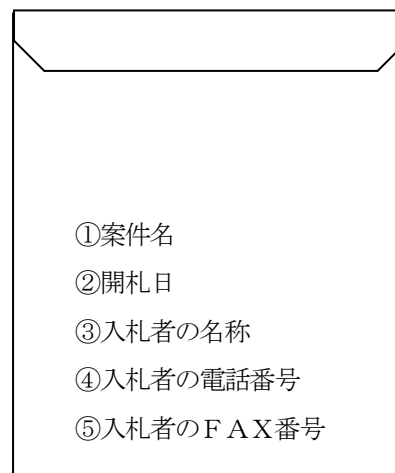 ①案件名
②開札日
③入札者の名称
④入札者の電話番号
⑤入札者のＦＡＸ番号